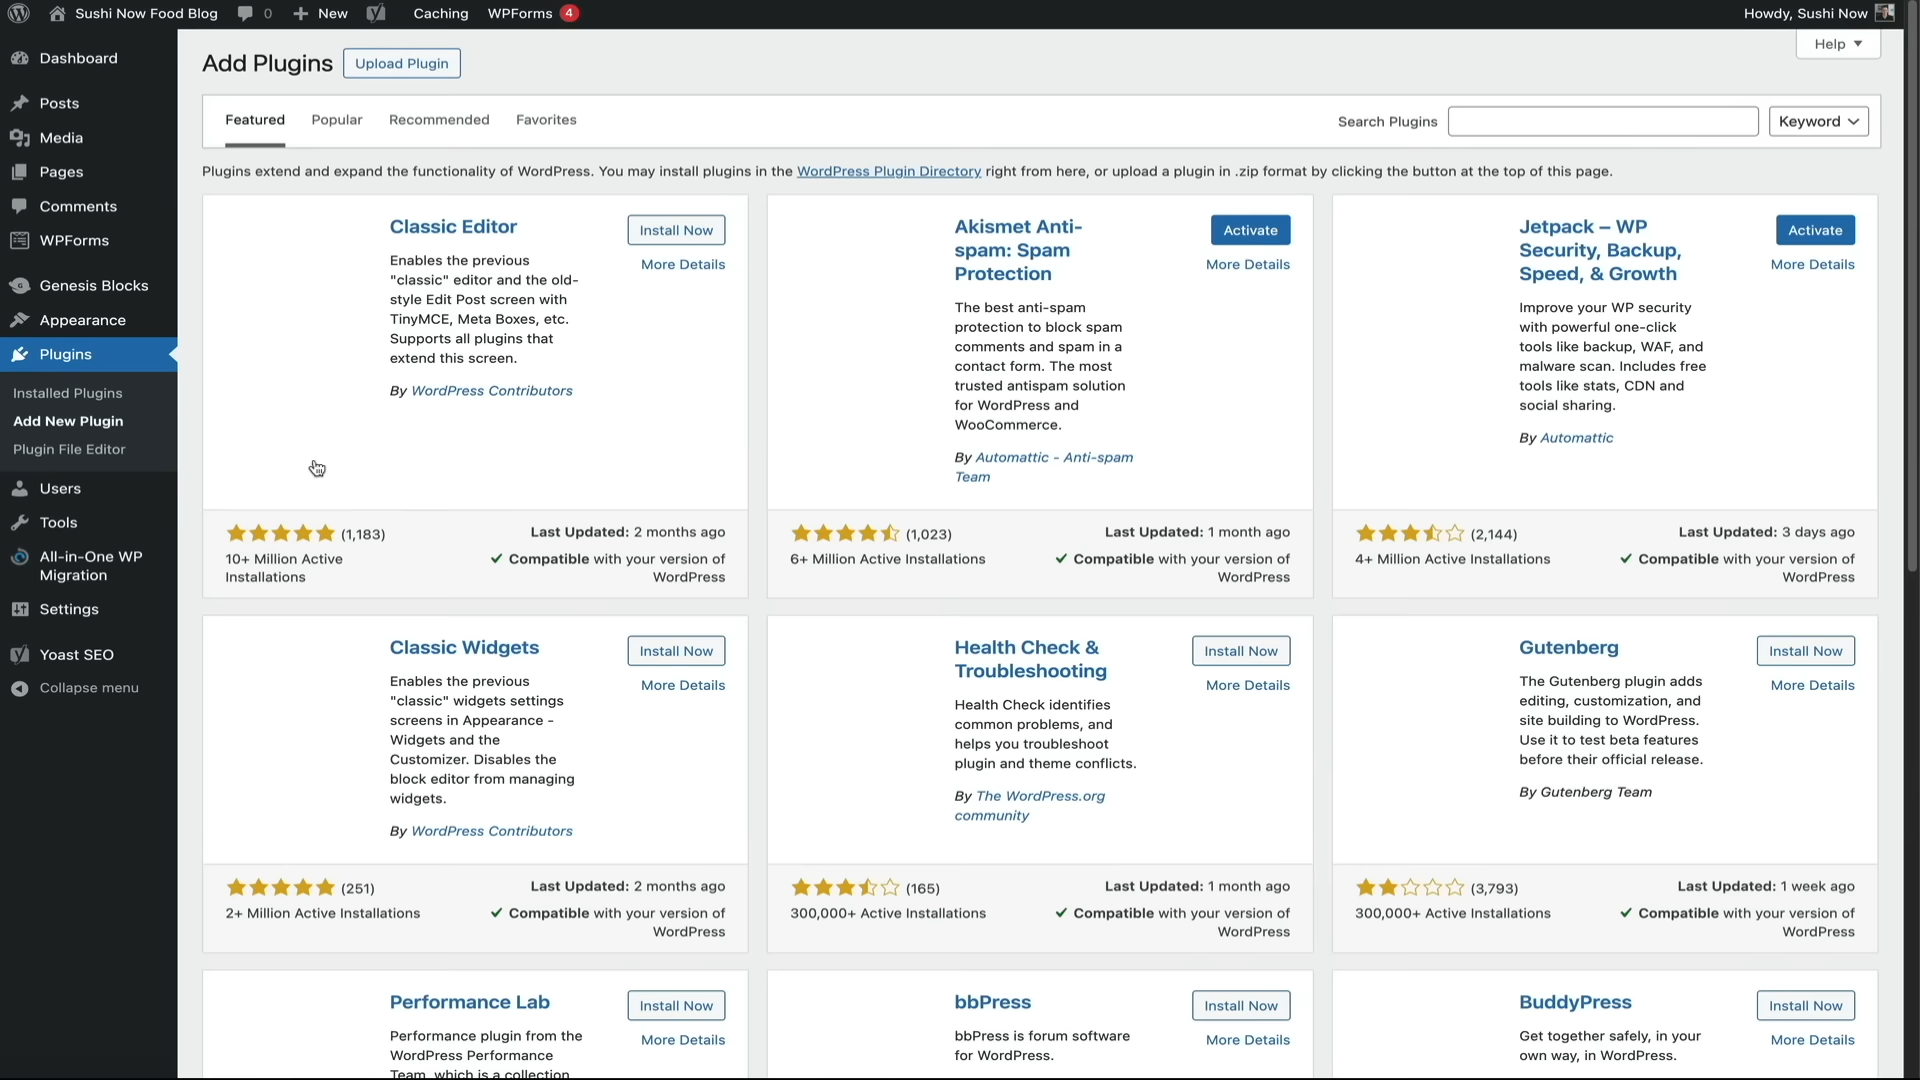 Sushi Now Food Blog 0 New Caching WPForms 4 Howdy, Sushi Now
Help
Add Plugins Upload Plugin
Dashboard
Posts
Media
Pages
Comments
WPForms
Genesis Blocks
Appearance
Plugins
Installed Plugins
Add New Plugin
Plugin File Editor
Users
Tools
All-in-One WP
Migration
Settings
Yoast SEO
Collapse menu
Featured Popular Recommended Favorites Search Plugins Keyword
Plugins extend and expand the functionality of WordPress. You may install plugins in the WordPress Plugin Directory right from here, or upload a plugin in .zip format by clicking the button at the top of this page.
Classic Editor
Install Now
More Details
Enables the previous
"classic" editor and the old-
style Edit Post screen with
TinyMCE, Meta Boxes, etc.
Supports all plugins that
extend this screen.
By WordPress Contributors
(1,183)
10+ Million Active
Installations
Last Updated: 2 months ago
Compatible with your version of
WordPress
Akismet Anti-
spam: Spam
Protection
Activate
More Details
The best anti-spam
protection to block spam
comments and spam in a
contact form. The most
trusted antispam solution
for WordPress and
WooCommerce.
By Automattic - Anti-spam
Team
(1,023)
6+ Million Active Installations
Last Updated: 1 month ago
Compatible with your version of
WordPress
Jetpack – WP
Security, Backup,
Speed, & Growth
Activate
More Details
Improve your WP security
with powerful one-click
tools like backup, WAF, and
malware scan. Includes free
tools like stats, CDN and
social sharing.
By Automattic
(2,144)
4+ Million Active Installations
Last Updated: 3 days ago
Compatible with your version of
WordPress
Classic Widgets
Install Now
More Details
Enables the previous
"classic" widgets settings
screens in Appearance -
Widgets and the
Customizer. Disables the
block editor from managing
widgets.
By WordPress Contributors
(251)
2+ Million Active Installations
Last Updated: 2 months ago
Compatible with your version of
WordPress
Health Check &
Troubleshooting
Install Now
More Details
Health Check identifies
common problems, and
helps you troubleshoot
plugin and theme conflicts.
By The WordPress.org
community
(165)
300,000+ Active Installations
Last Updated: 1 month ago
Compatible with your version of
WordPress
Gutenberg
Install Now
More Details
The Gutenberg plugin adds
editing, customization, and
site building to WordPress.
Use it to test beta features
before their official release.
By Gutenberg Team
(3,793)
300,000+ Active Installations
Last Updated: 1 week ago
Compatible with your version of
WordPress
Performance Lab
Install Now
More Details
Performance plugin from the
WordPress Performance
Team, which is a collection
bbPress
Install Now
More Details
bbPress is forum software
for WordPress.
BuddyPress
Install Now
More Details
Get together safely, in your
own way, in WordPress.